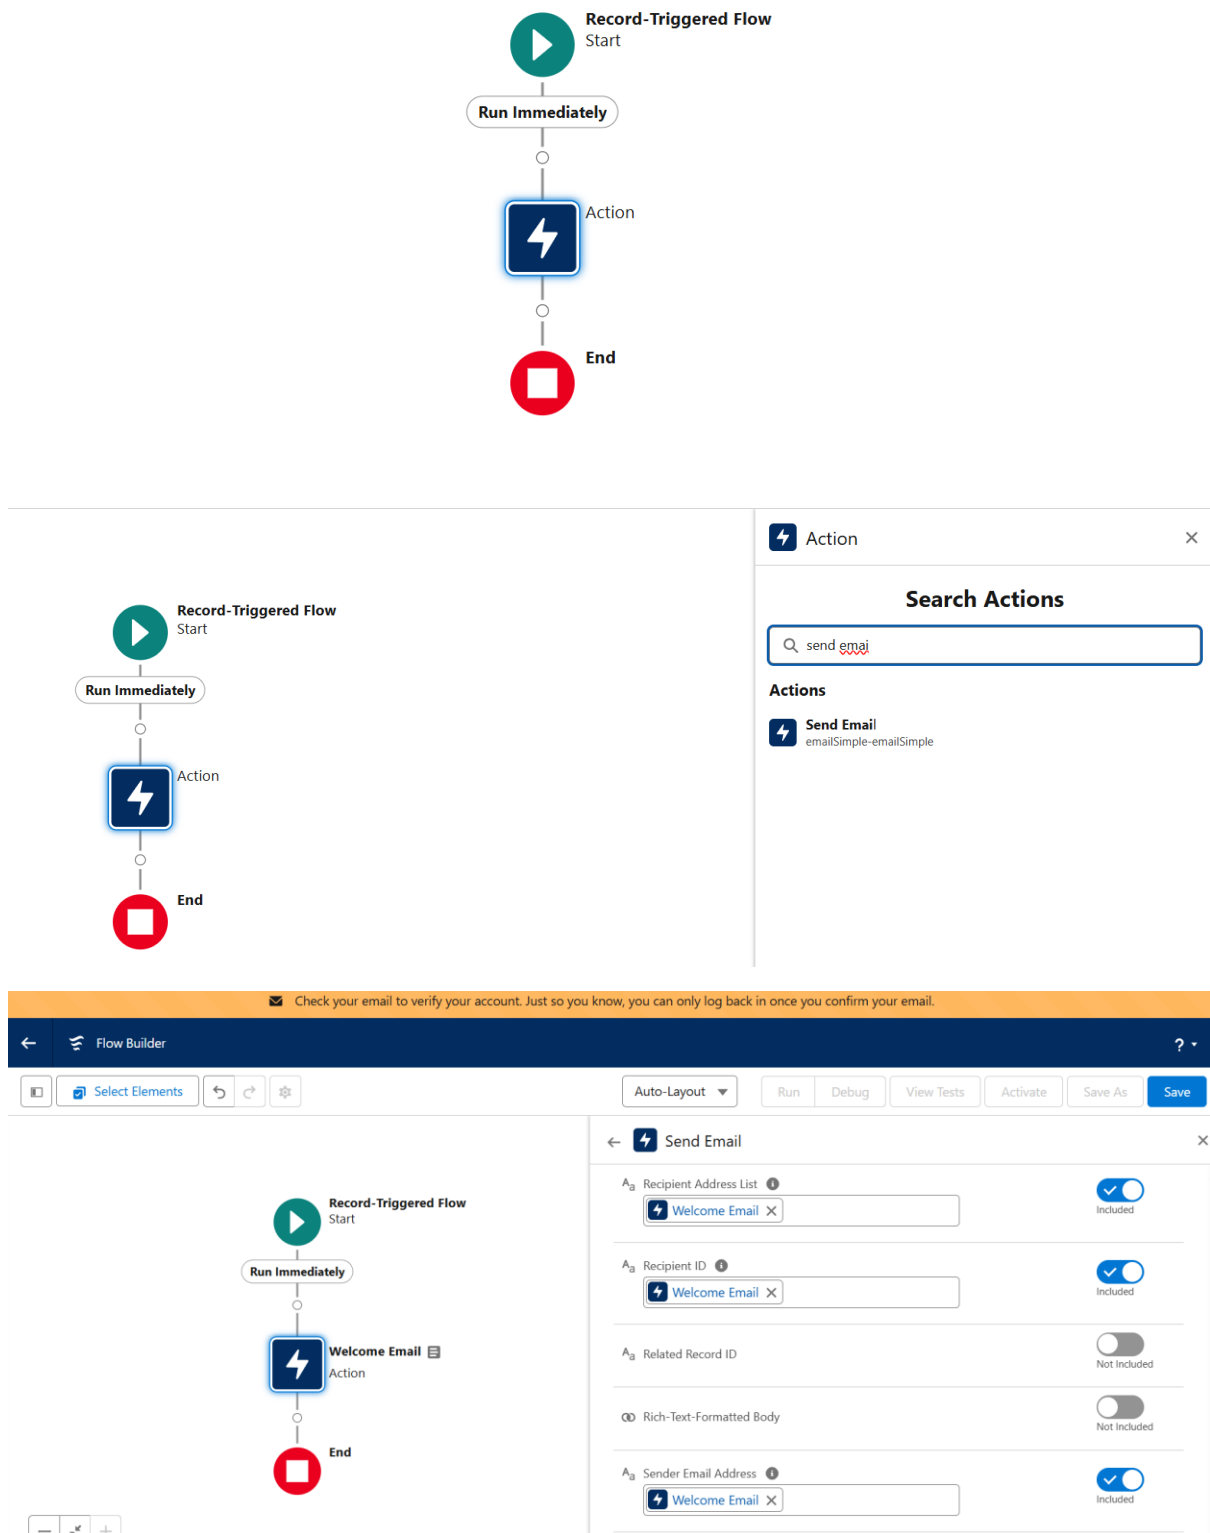 Record-Triggered Flow
Start
Run Immediately
Action
End
Action
Search Actions
send emai
Actions
Send Email
emailSimple-emailSimple
Record-Triggered Flow
Start
Run Immediately
Action
End
Check your email to verify your account. Just so you know, you can only log back in once you confirm your email.
Flow Builder
?
Select Elements
Auto-Layout
Run
Debug
View Tests
Activate
Save As
Save
Send Email
Record-Triggered Flow
Start
Run Immediately
Welcome Email
Action
End
Aa Recipient Address List
Welcome Email
Included
Aa Recipient ID
Welcome Email
Included
Aa Related Record ID
Not Included
Rich-Text-Formatted Body
Not Included
Aa Sender Email Address
Welcome Email
Included